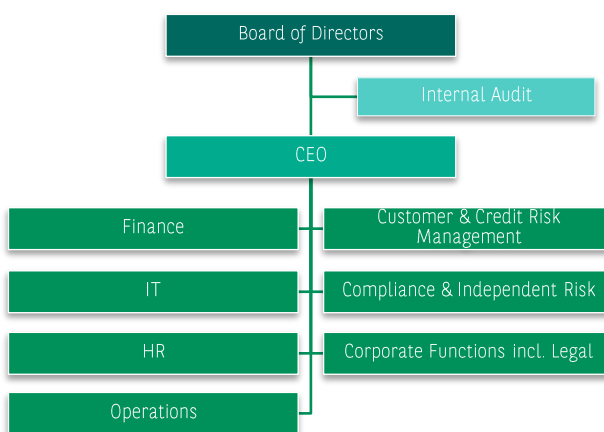 Board of Directors
Internal Audit
CEO
Finance
Customer & Credit Risk
Management
IT
Compliance & Independent Risk
HR
Corporate Functions incl. Legal
Operations